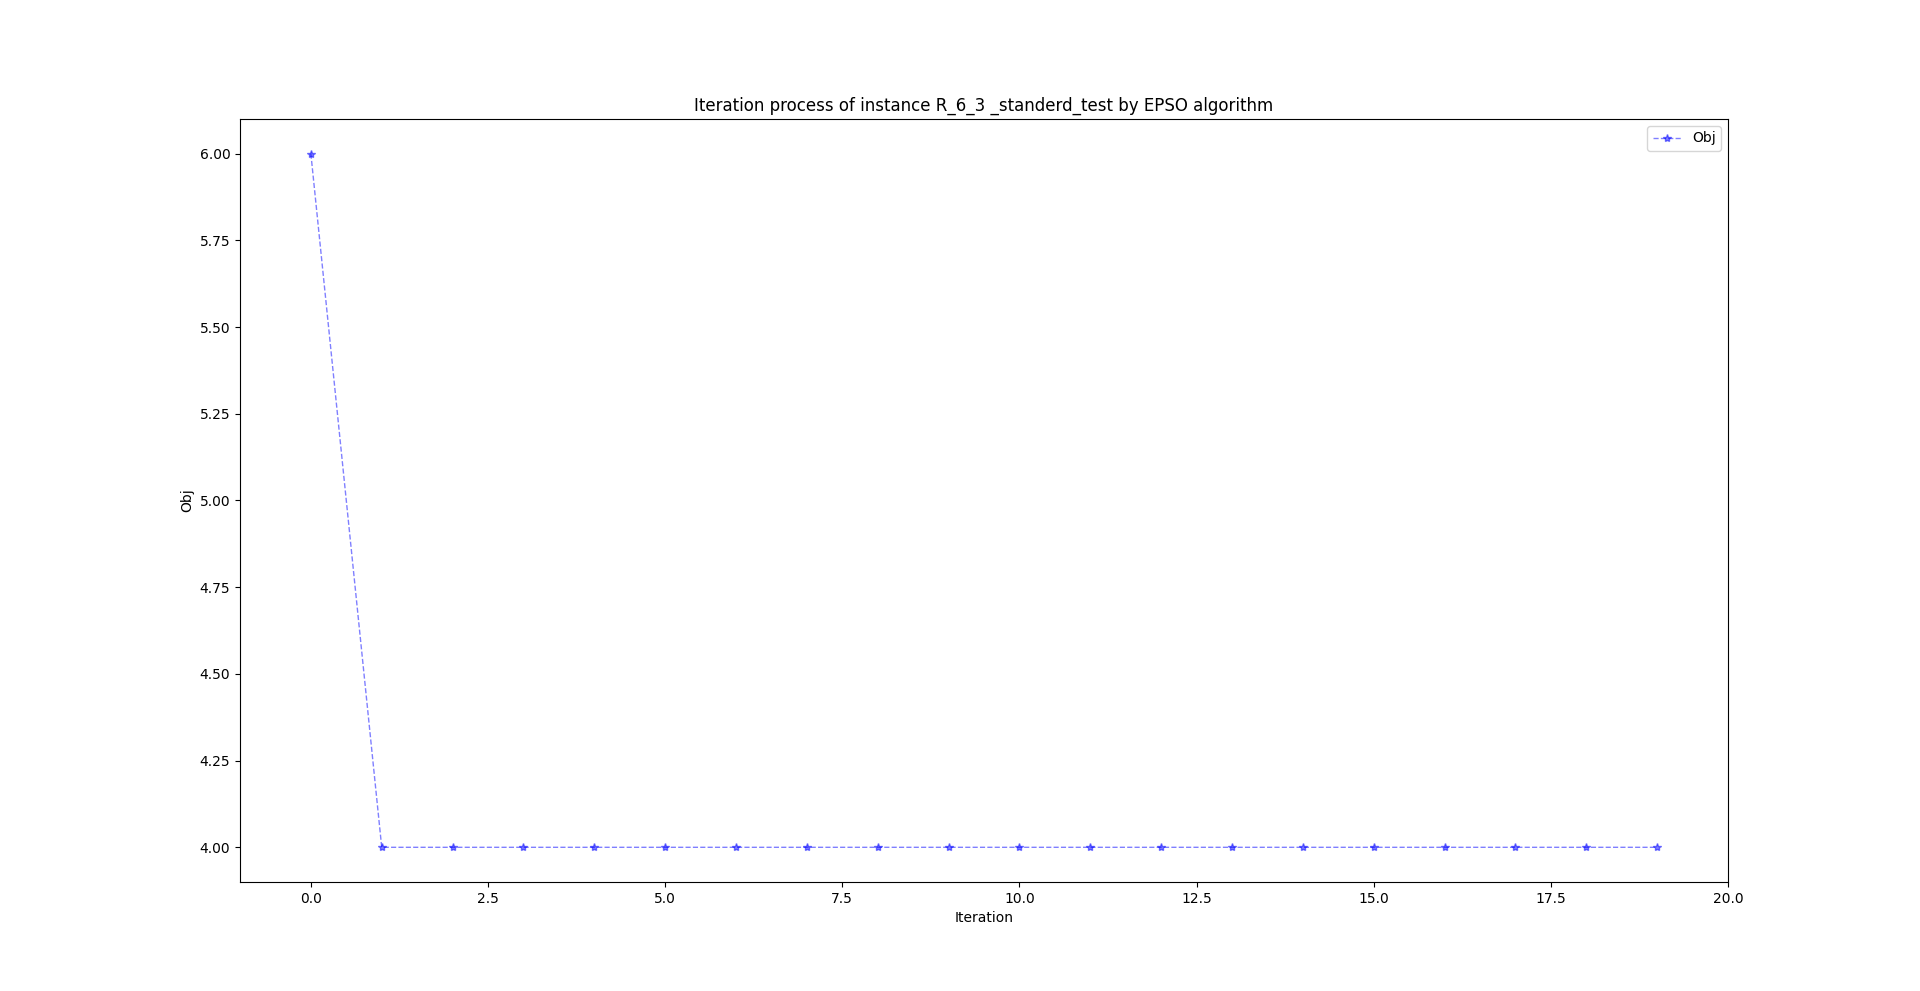 Iteration process of instance R_6_3 _standerd_test by EPSO algorithm
Obj
6.00
5.75
5.50
5.25
5.00
4.75
4.50
4.25
4.00
Obj
0.0 2.5 5.0 7.5 10.0 12.5 15.0 17.5 20.0
Iteration